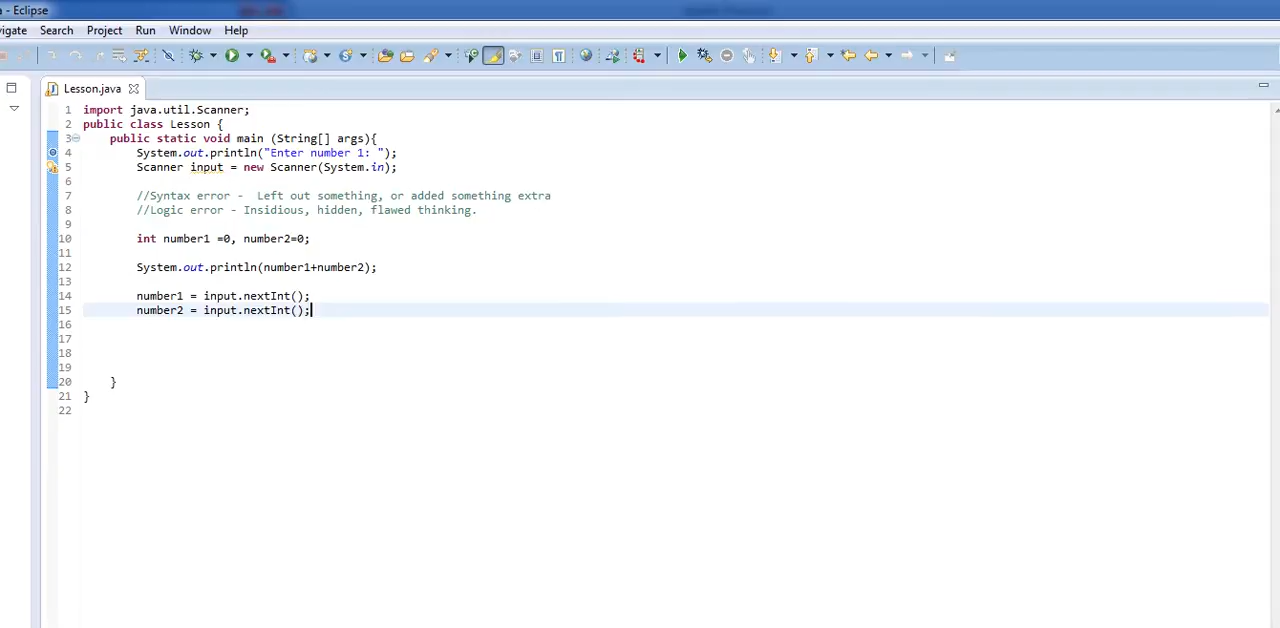 - Eclipse
vigate Search Project Run Window Help
Lesson.java
1 import java.util.Scanner;
2 public class Lesson {
3 public static void main (String[] args){
4 System.out.println("Enter number 1: ");
5 Scanner input = new Scanner(System.in);
6
7 //Syntax error - Left out something, or added something extra
8 //Logic error - Insidious, hidden, flawed thinking.
9
10 int number1 =0, number2=0;
11
12 System.out.println(number1+number2);
13
14 number1 = input.nextInt();
15 number2 = input.nextInt();
16
17
18
19
20 }
21 }
22